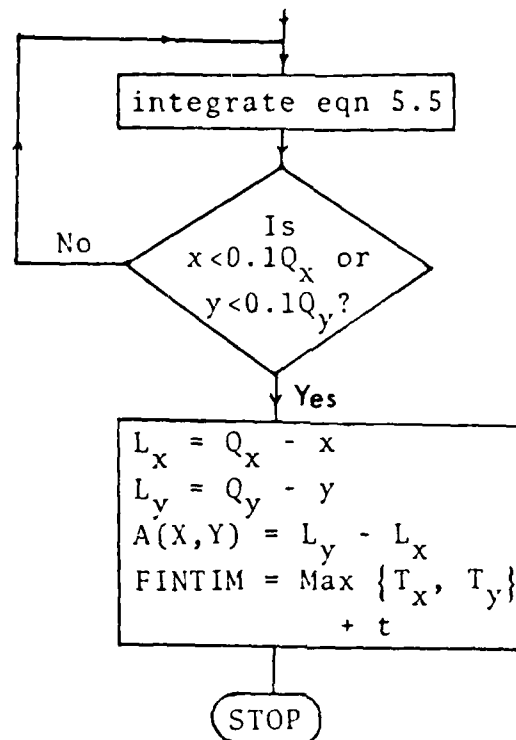 integrate eqn 5.5
Is
x<0.1Q_x or
y<0.1Q_y?
No
Yes
L_x = Q_x - x
L_y = Q_y - y
A(X,Y) = L_y - L_x
FINTIM = Max {T_x, T_y}
+ t
STOP